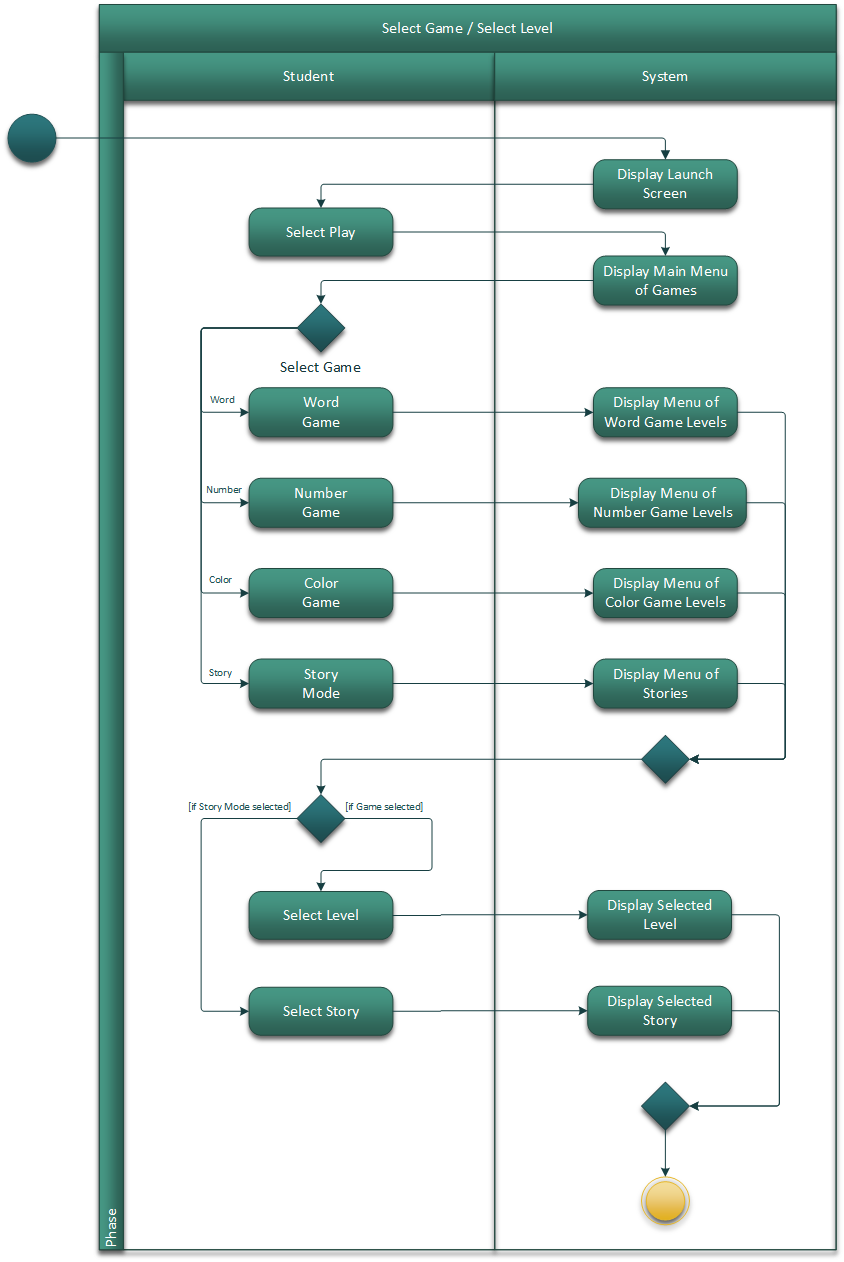 Select Game / Select Level
Student
System
Display Launch
Screen
Select Play
Display Main Menu
of Games
Select Game
Word
Word
Game
Display Menu of
Word Game Levels
Number
Number
Game
Display Menu of
Number Game Levels
Color
Color
Game
Display Menu of
Color Game Levels
Story
Story
Mode
Display Menu of
Stories
[if Story Mode selected]
[if Game selected]
Select Level
Display Selected
Level
Select Story
Display Selected
Story
Phase